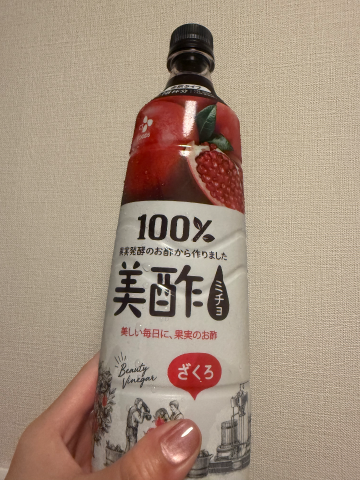 100%
果実発酵のお酢から作りました
美酢
ミチョ
美しい毎日に、果実のお酢
Beauty
Vinegar
ざくろ